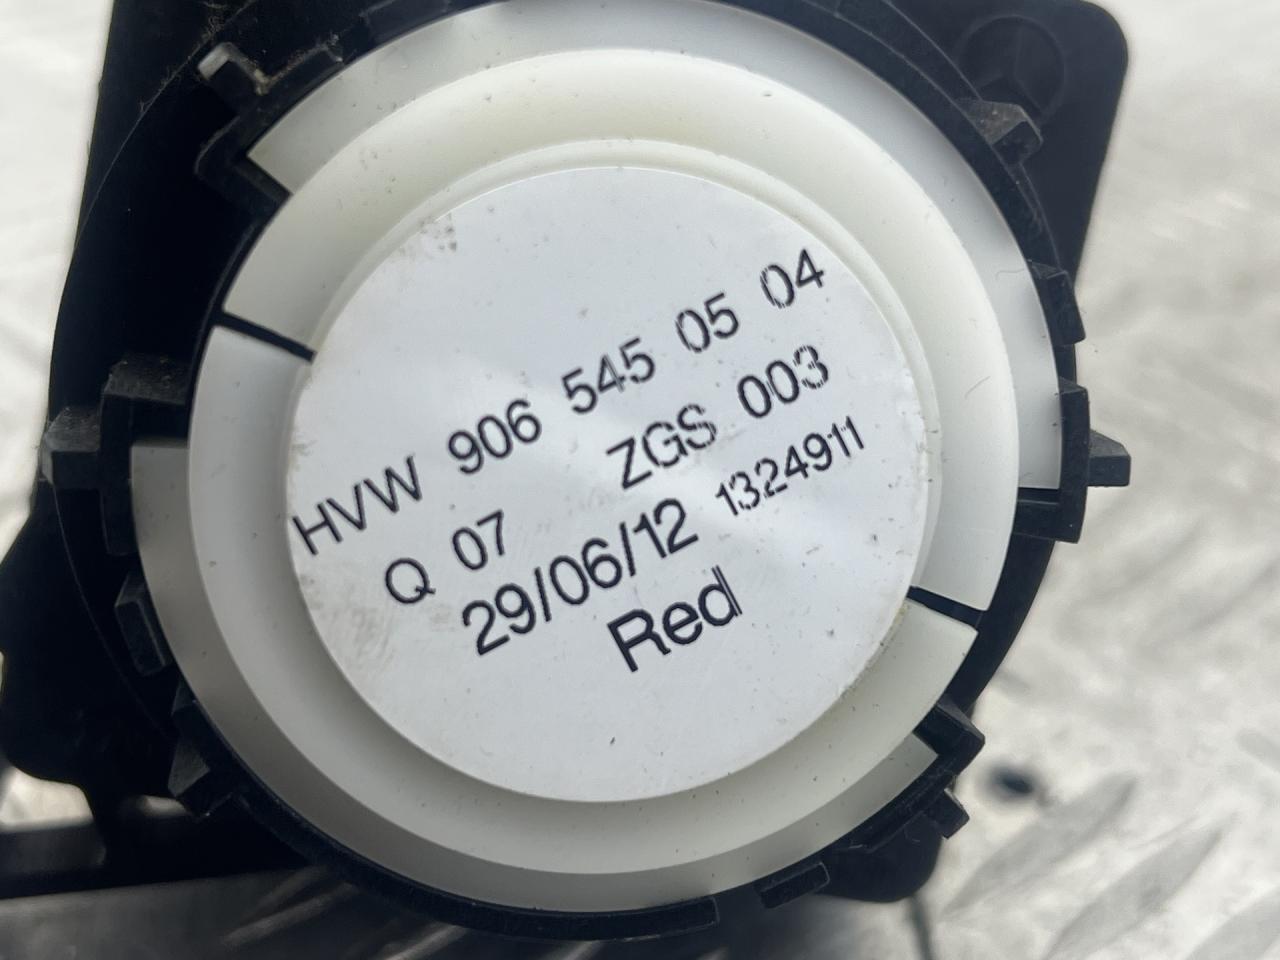 HVW 906 545 05 04
Q 07 ZGS 003
29/06/12 1324911
Red